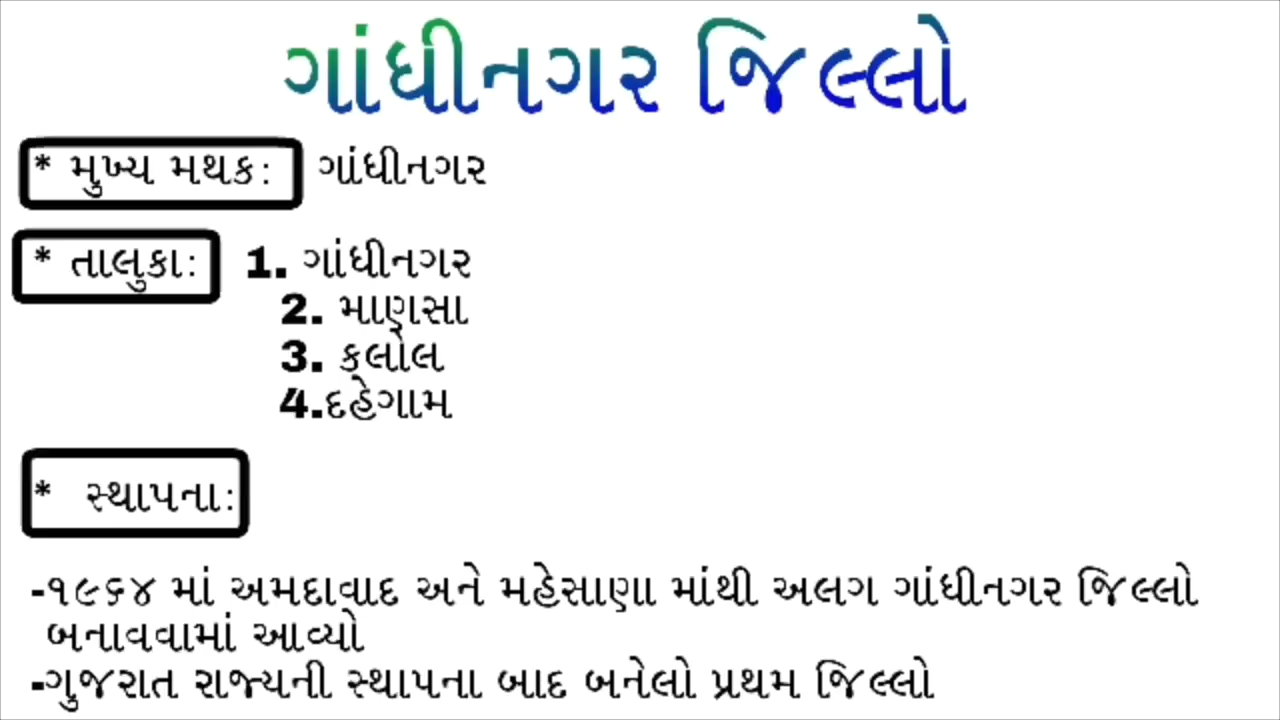 ગાંધીનગર જિલ્લો
* મુખ્ય મથક: ગાંધીનગર
* તાલુકા: 1. ગાંધીનગર
2. માણસા
3. કલોલ
4.દહેગામ
* સ્થાપના:
-૧૯૬૪ માં અમદાવાદ અને મહેસાણા માંથી અલગ ગાંધીનગર જિલ્લો
બનાવવામાં આવ્યો
-ગુજરાત રાજ્યની સ્થાપના બાદ બનેલો પ્રથમ જિલ્લો